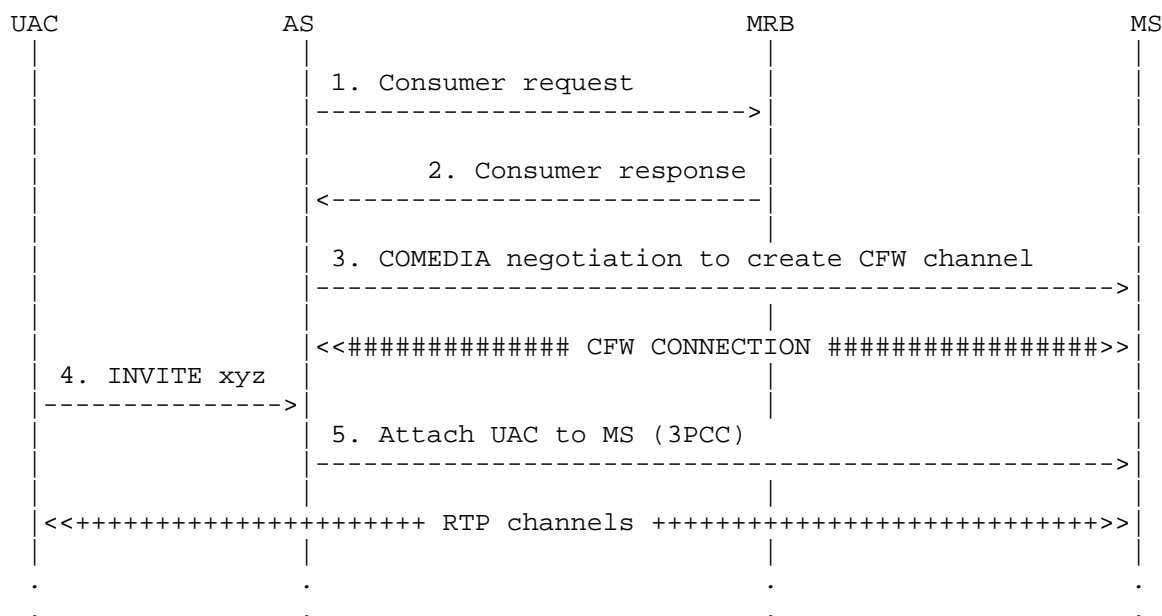 UAC AS MRB MS
1. Consumer request
2. Consumer response
3. COMEDIA negotiation to create CFW channel
<<############## CFW CONNECTION #################>>
4. INVITE xyz
5. Attach UAC to MS (3PCC)
<<++++++++++++++++++++++ RTP channels ++++++++++++++++++++++++++++>>